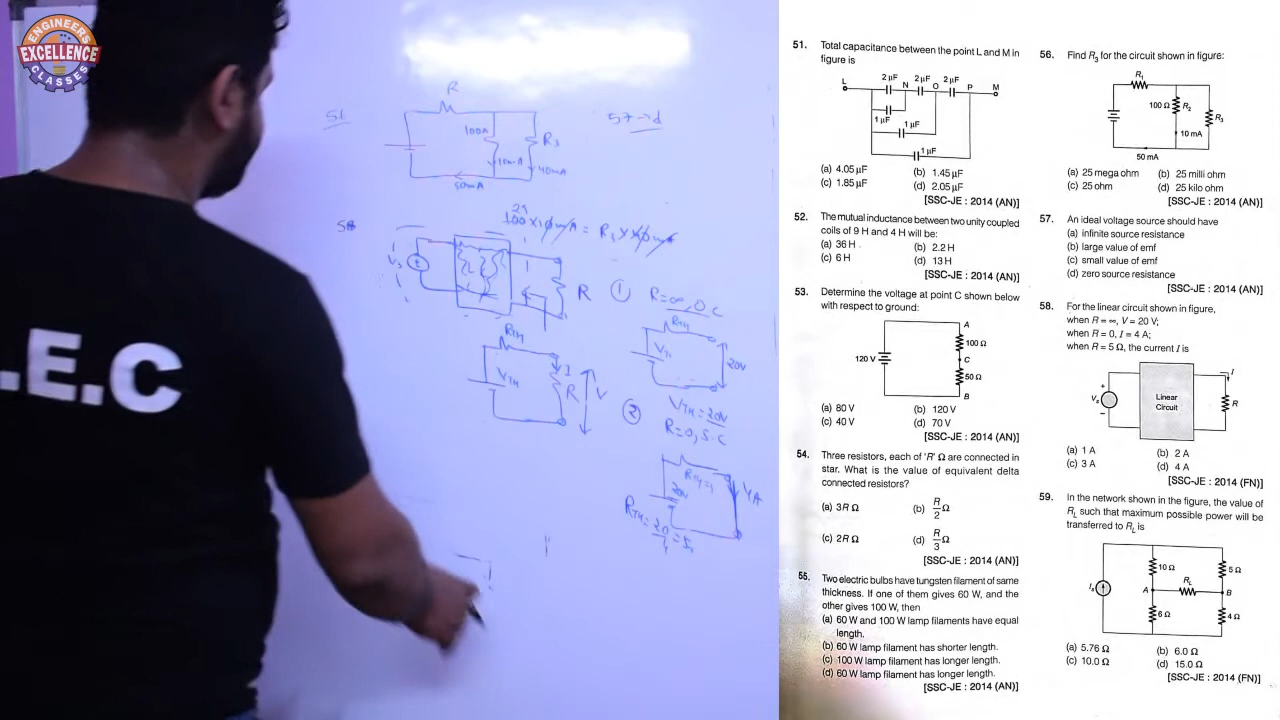 ENGINEERS
EXCELLENCE
CLASSES
.E.C
R
100Λ
R3
10mA
40mA
50mA
57→d
58
25
100×10mA = R3×40mA
Vs
R
① R=∞, O.C
RTH
VTH
20V
VTH=20V
RTH
VTH
I
R
V
② R=0, S.C
20V
4A
RTH = 20/4 = 5
51. Total capacitance between the point L and M in
figure is
L 2 μF N 2 μF O 2 μF P M
1 μF
1 μF
1 μF
(a) 4.05 μF (b) 1.45 μF
(c) 1.85 μF (d) 2.05 μF
[SSC-JE : 2014 (AN)]
52. The mutual inductance between two unity coupled
coils of 9 H and 4 H will be:
(a) 36 H (b) 2.2 H
(c) 6 H (d) 13 H
[SSC-JE : 2014 (AN)]
53. Determine the voltage at point C shown below
with respect to ground:
A
100 Ω
120 V
C
50 Ω
B
(a) 80 V (b) 120 V
(c) 40 V (d) 70 V
[SSC-JE : 2014 (AN)]
54. Three resistors, each of 'R' Ω are connected in
star. What is the value of equivalent delta
connected resistors?
(a) 3R Ω (b) R/2 Ω
(c) 2R Ω (d) R/3 Ω
[SSC-JE : 2014 (AN)]
55. Two electric bulbs have tungsten filament of same
thickness. If one of them gives 60 W, and the
other gives 100 W, then
(a) 60 W and 100 W lamp filaments have equal
length.
(b) 60 W lamp filament has shorter length.
(c) 100 W lamp filament has longer length.
(d) 60 W lamp filament has longer length.
[SSC-JE : 2014 (AN)]
56. Find R3 for the circuit shown in figure:
R1
100 Ω R2
R3
10 mA
50 mA
(a) 25 mega ohm (b) 25 milli ohm
(c) 25 ohm (d) 25 kilo ohm
[SSC-JE : 2014 (AN)]
57. An ideal voltage source should have
(a) infinite source resistance
(b) large value of emf
(c) small value of emf
(d) zero source resistance
[SSC-JE : 2014 (AN)]
58. For the linear circuit shown in figure,
when R = ∞, V = 20 V;
when R = 0, I = 4 A;
when R = 5 Ω, the current I is
I
+
Vs
−
Linear
Circuit
R
(a) 1 A (b) 2 A
(c) 3 A (d) 4 A
[SSC-JE : 2014 (FN)]
59. In the network shown in the figure, the value of
RL such that maximum possible power will be
transferred to RL is
10 Ω 5 Ω
Is A RL B
6 Ω 4 Ω
(a) 5.76 Ω (b) 6.0 Ω
(c) 10.0 Ω (d) 15.0 Ω
[SSC-JE : 2014 (FN)]